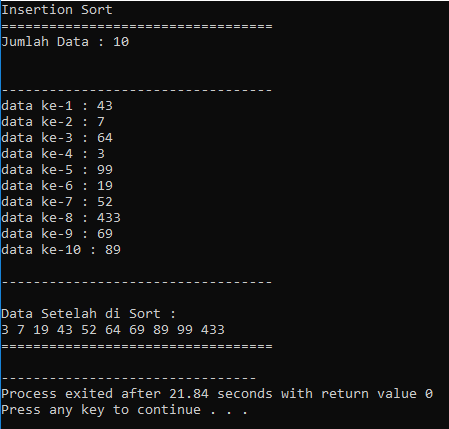 Insertion Sort
==================================
Jumlah Data : 10
----------------------------------
data ke-1 : 43
data ke-2 : 7
data ke-3 : 64
data ke-4 : 3
data ke-5 : 99
data ke-6 : 19
data ke-7 : 52
data ke-8 : 433
data ke-9 : 69
data ke-10 : 89
----------------------------------
Data Setelah di Sort :
3 7 19 43 52 64 69 89 99 433
==================================
--------------------------------
Process exited after 21.84 seconds with return value 0
Press any key to continue . . .